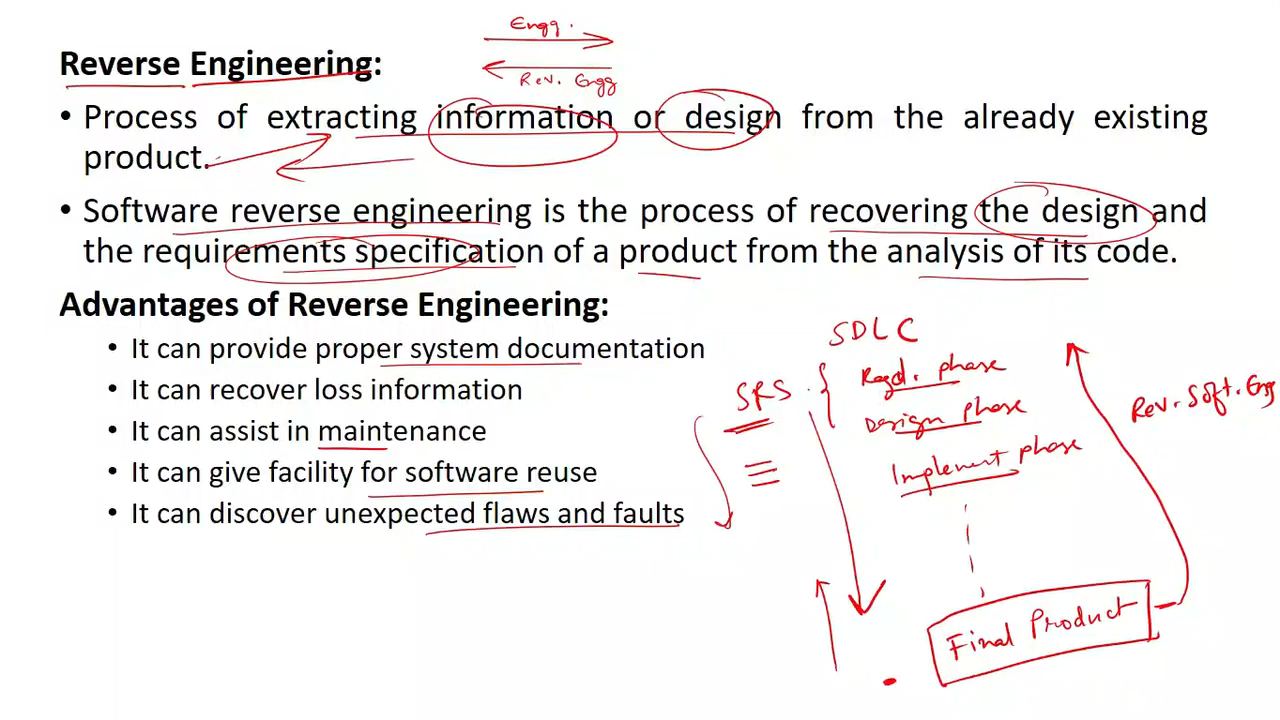 Engg.
Reverse Engineering:
Rev. Engg
• Process of extracting information or design from the already existing
product.
• Software reverse engineering is the process of recovering the design and
the requirements specification of a product from the analysis of its code.
Advantages of Reverse Engineering:
• It can provide proper system documentation
• It can recover loss information
• It can assist in maintenance
• It can give facility for software reuse
• It can discover unexpected flaws and faults
SDLC
SRS
Reqd. phase
Design phase
Implement phase
Rev. Soft. Engg
Final Product